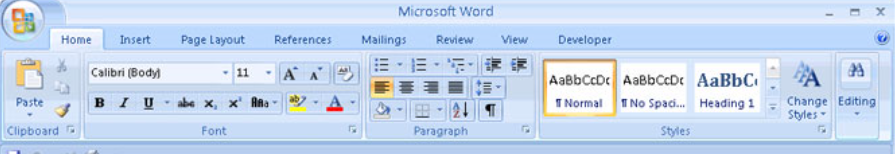 Microsoft Word
Home Insert Page Layout References Mailings Review View Developer
Calibri (Body) 11
AaBbCcDc AaBbCcDc AaBbC
Paste
B I U abc x₂ x² Aa A
¶ Normal ¶ No Spaci... Heading 1
Change Styles
Editing
Clipboard Font Paragraph Styles